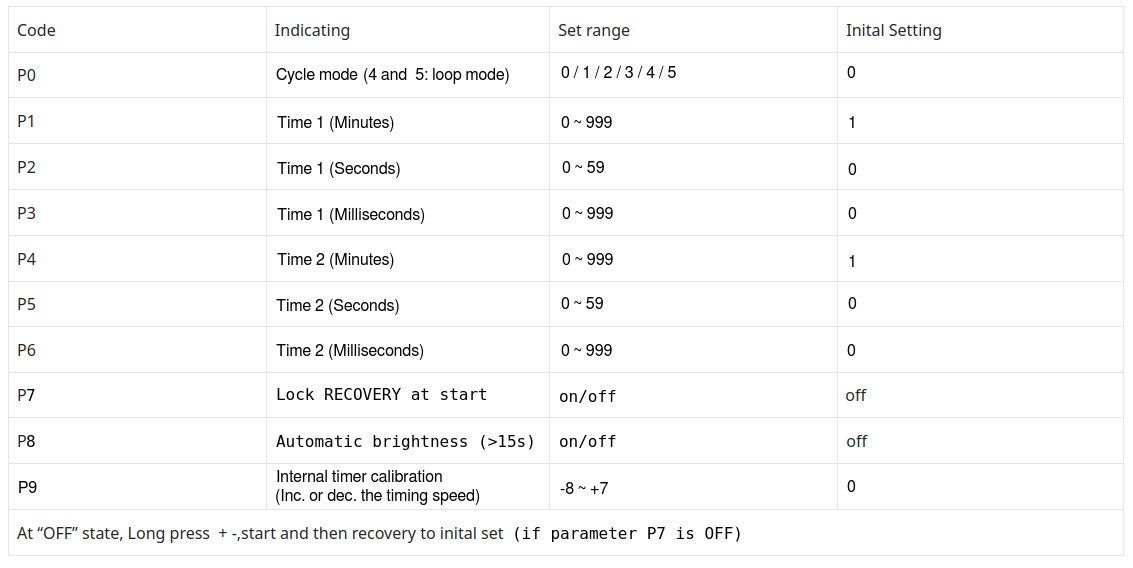 Code Indicating Set range Inital Setting
P0 Cycle mode (4 and 5: loop mode) 0 / 1 / 2 / 3 / 4 / 5 0
P1 Time 1 (Minutes) 0 ~ 999 1
P2 Time 1 (Seconds) 0 ~ 59 0
P3 Time 1 (Milliseconds) 0 ~ 999 0
P4 Time 2 (Minutes) 0 ~ 999 1
P5 Time 2 (Seconds) 0 ~ 59 0
P6 Time 2 (Milliseconds) 0 ~ 999 0
P7 Lock RECOVERY at start on/off off
P8 Automatic brightness (>15s) on/off off
P9 Internal timer calibration
(Inc. or dec. the timing speed) -8 ~ +7 0
At “OFF” state, Long press + -,start and then recovery to inital set (if parameter P7 is OFF)